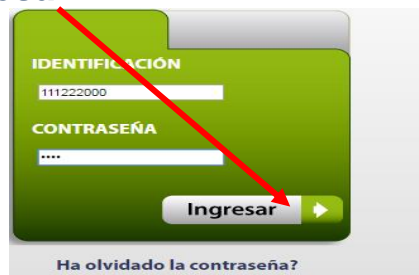 IDENTIFICACIÓN
111222000
CONTRASEÑA
••••
Ingresar
Ha olvidado la contraseña?